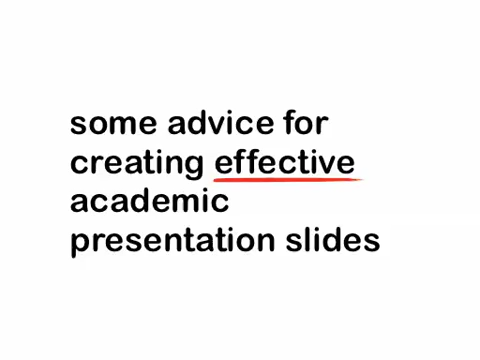 some advice for
creating effective
academic
presentation slides